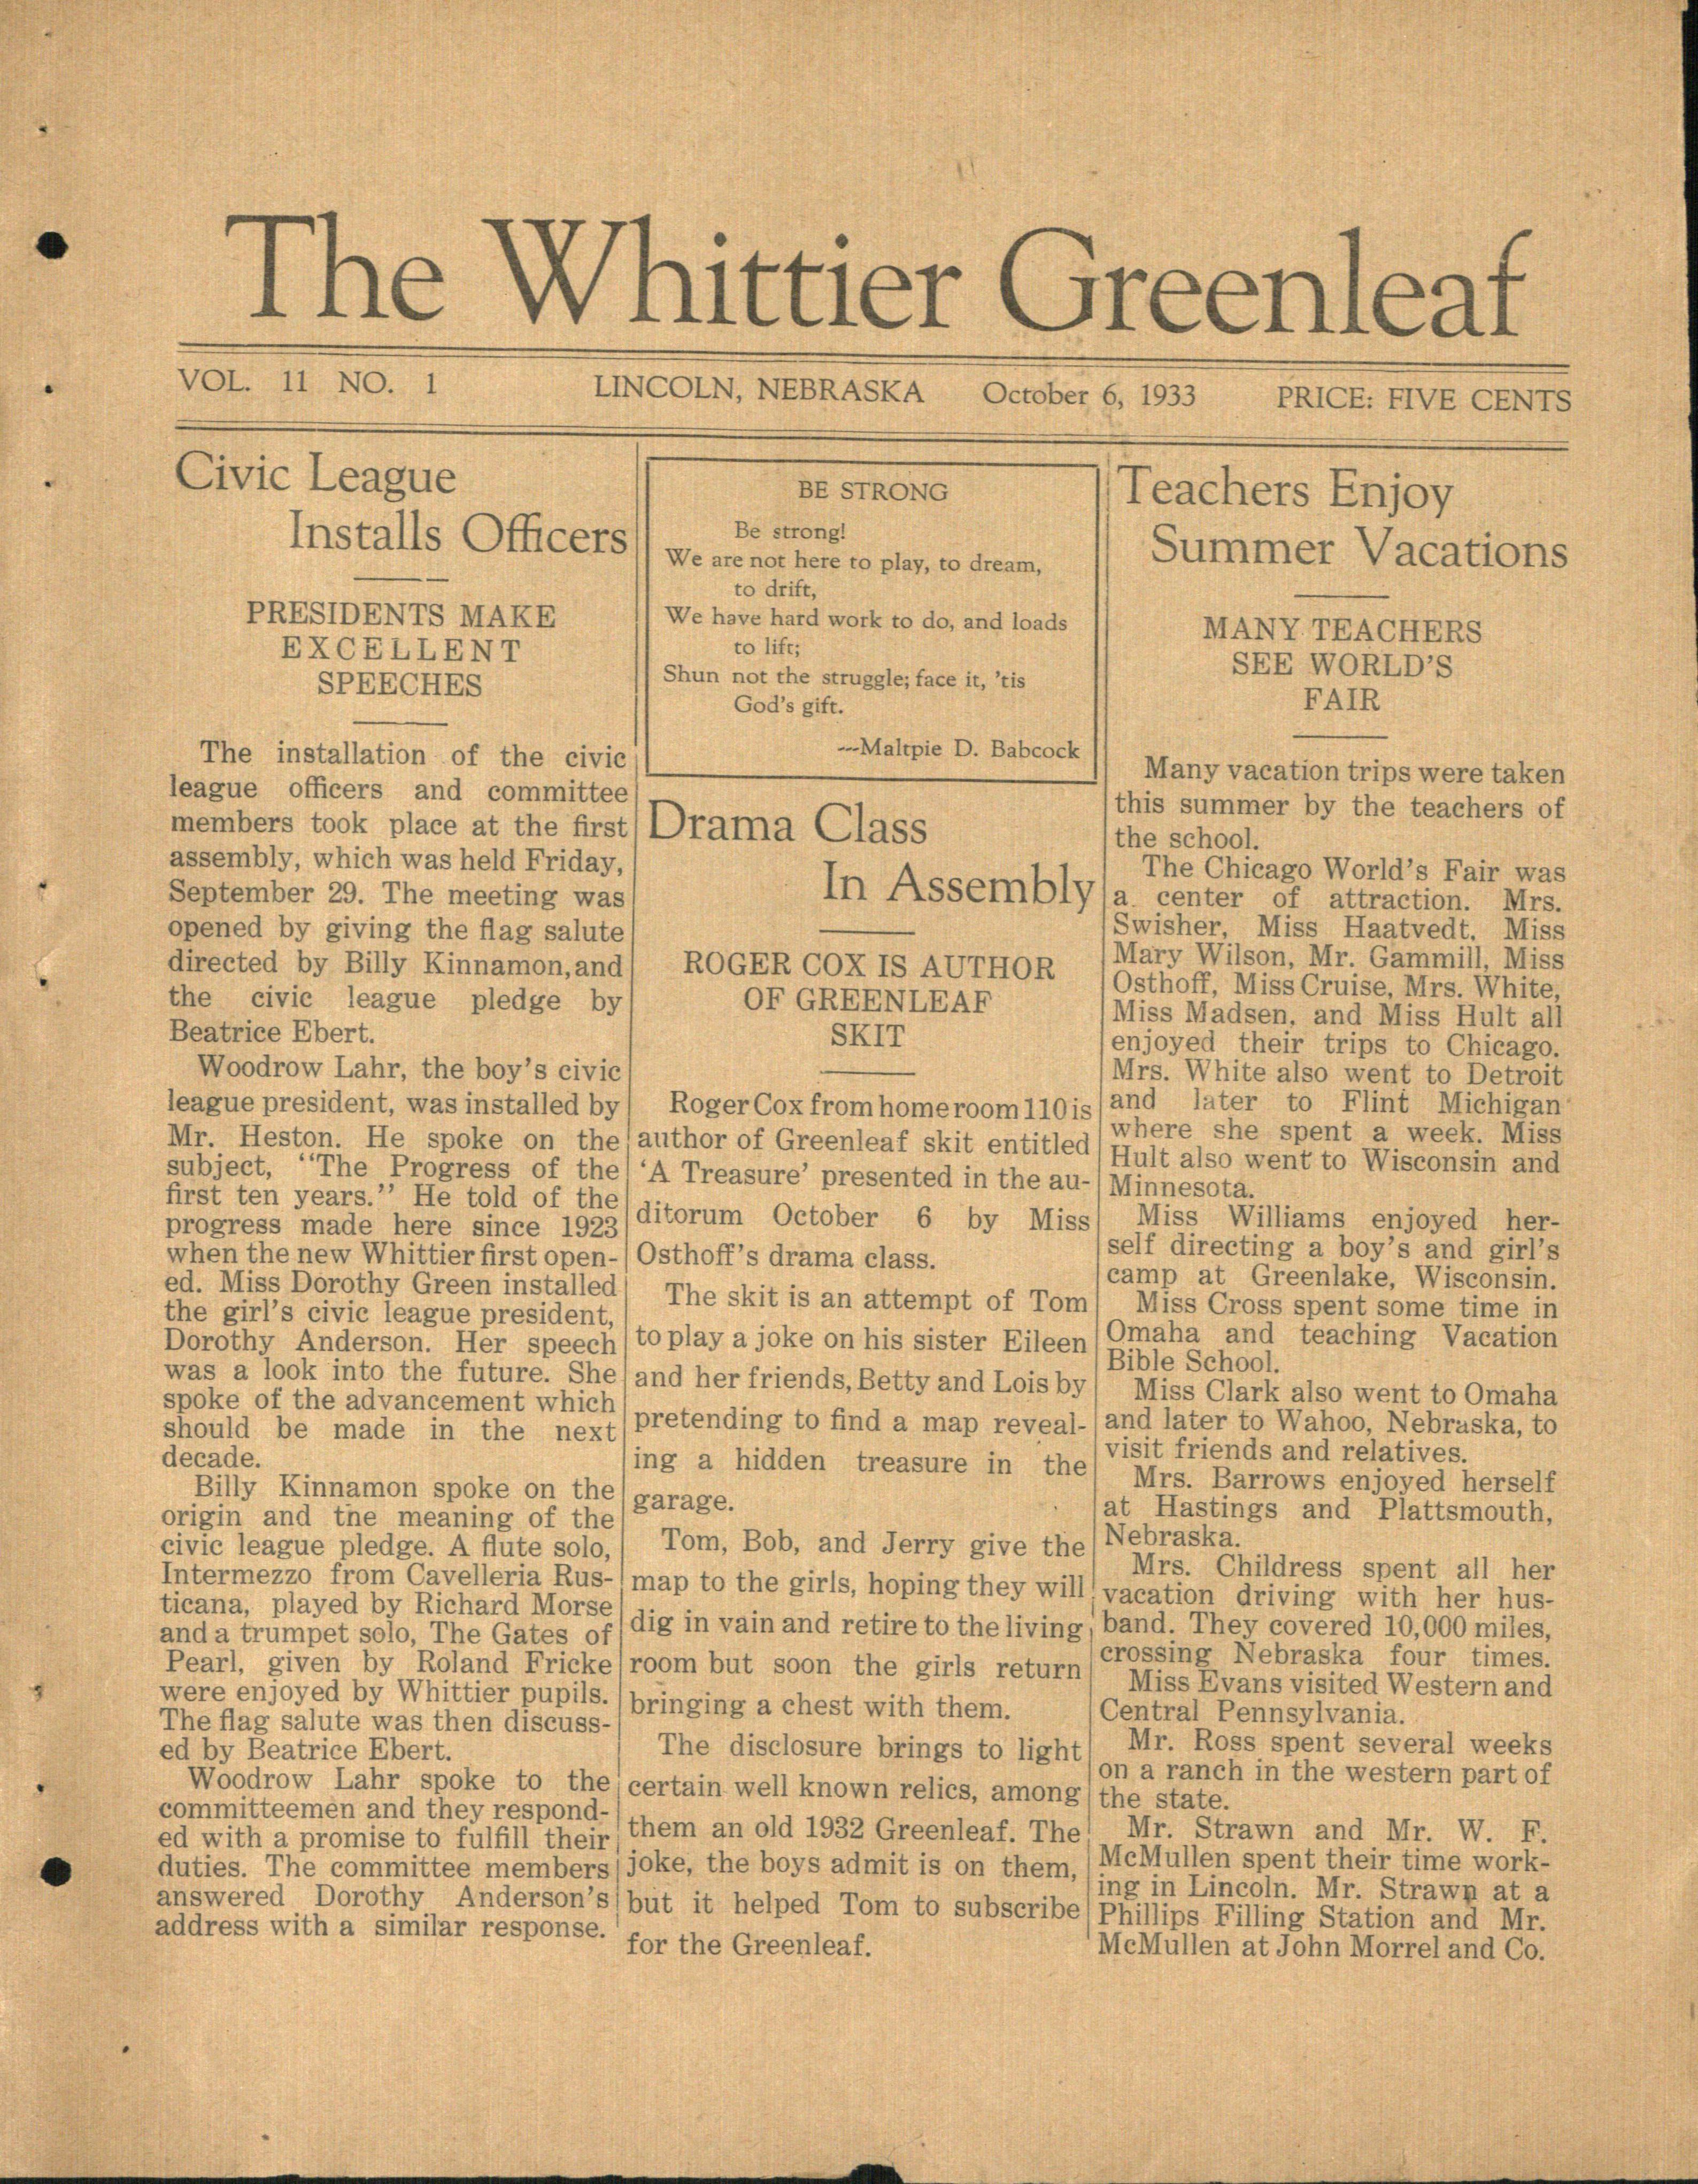 The Whittier Greenleaf
VOL. 11 NO. 1 LINCOLN, NEBRASKA October 6, 1933 PRICE: FIVE CENTS
Civic League
Installs Officers
PRESIDENTS MAKE
EXCELLENT
SPEECHES
The installation of the civic
league officers and committee
members took place at the first
assembly, which was held Friday,
September 29. The meeting was
opened by giving the flag salute
directed by Billy Kinnamon, and
the civic league pledge by
Beatrice Ebert.
Woodrow Lahr, the boy's civic
league president, was installed by
Mr. Heston. He spoke on the
subject, "The Progress of the
first ten years." He told of the
progress made here since 1923
when the new Whittier first open-
ed. Miss Dorothy Green installed
the girl's civic league president,
Dorothy Anderson. Her speech
was a look into the future. She
spoke of the advancement which
should be made in the next
decade.
Billy Kinnamon spoke on the
origin and the meaning of the
civic league pledge. A flute solo,
Intermezzo from Cavelleria Rus-
ticana, played by Richard Morse
and a trumpet solo, The Gates of
Pearl, given by Roland Fricke
were enjoyed by Whittier pupils.
The flag salute was then discuss-
ed by Beatrice Ebert.
Woodrow Lahr spoke to the
committeemen and they respond-
ed with a promise to fulfill their
duties. The committee members
answered Dorothy Anderson's
address with a similar response.
BE STRONG
Be strong!
We are not here to play, to dream,
to drift,
We have hard work to do, and loads
to lift;
Shun not the struggle; face it, 'tis
God's gift.
---Maltpie D. Babcock
Drama Class
In Assembly
ROGER COX IS AUTHOR
OF GREENLEAF
SKIT
Roger Cox from home room 110 is
author of Greenleaf skit entitled
'A Treasure' presented in the au-
ditorum October 6 by Miss
Osthoff's drama class.
The skit is an attempt of Tom
to play a joke on his sister Eileen
and her friends, Betty and Lois by
pretending to find a map reveal-
ing a hidden treasure in the
garage.
Tom, Bob, and Jerry give the
map to the girls, hoping they will
dig in vain and retire to the living
room but soon the girls return
bringing a chest with them.
The disclosure brings to light
certain well known relics, among
them an old 1932 Greenleaf. The
joke, the boys admit is on them,
but it helped Tom to subscribe
for the Greenleaf.
Teachers Enjoy
Summer Vacations
MANY TEACHERS
SEE WORLD'S
FAIR
Many vacation trips were taken
this summer by the teachers of
the school.
The Chicago World's Fair was
a center of attraction. Mrs.
Swisher, Miss Haatvedt, Miss
Mary Wilson, Mr. Gammill, Miss
Osthoff, Miss Cruise, Mrs. White,
Miss Madsen, and Miss Hult all
enjoyed their trips to Chicago.
Mrs. White also went to Detroit
and later to Flint Michigan
where she spent a week. Miss
Hult also went to Wisconsin and
Minnesota.
Miss Williams enjoyed her-
self directing a boy's and girl's
camp at Greenlake, Wisconsin.
Miss Cross spent some time in
Omaha and teaching Vacation
Bible School.
Miss Clark also went to Omaha
and later to Wahoo, Nebraska, to
visit friends and relatives.
Mrs. Barrows enjoyed herself
at Hastings and Plattsmouth,
Nebraska.
Mrs. Childress spent all her
vacation driving with her hus-
band. They covered 10,000 miles,
crossing Nebraska four times.
Miss Evans visited Western and
Central Pennsylvania.
Mr. Ross spent several weeks
on a ranch in the western part of
the state.
Mr. Strawn and Mr. W. F.
McMullen spent their time work-
ing in Lincoln. Mr. Strawn at a
Phillips Filling Station and Mr.
McMullen at John Morrel and Co.